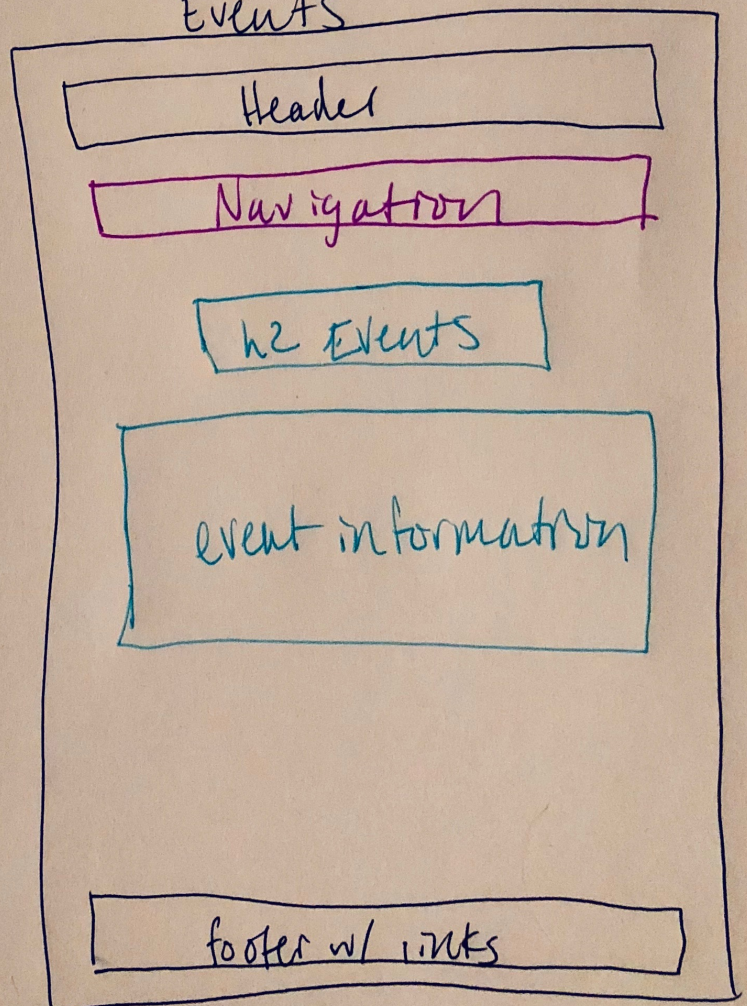 Events
Header
Navigation
h2 Events
event information
footer w/ links